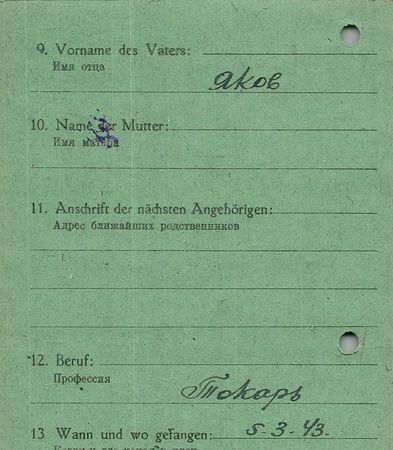 9. Vorname des Vaters:
Имя отца
Яков
10. Name der Mutter:
Имя матери
11. Anschrift der nächsten Angehörigen:
Адрес ближайших родственников
12. Beruf:
Профессия
Токарь
13 Wann und wo gefangen: 5-3-43.